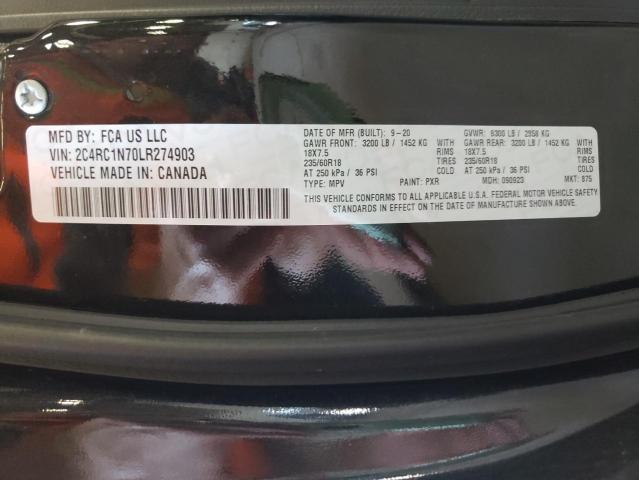 MFD BY: FCA US LLC
VIN: 2C4RC1N70LR274903
VEHICLE MADE IN: CANADA
DATE OF MFR (BUILT): 9-20 GVWR: 6300 LB / 2858 KG
GAWR FRONT: 3200 LB / 1452 KG GAWR REAR: 3200 LB / 1452 KG
18X7.5 18X7.5
235/60R18 TIRES 235/60R18 TIRES
AT 250 kPa / 36 PSI COLD AT 250 kPa / 36 PSI COLD
TYPE: MPV PAINT: PXR MDH: 090923 MKT: 875
THIS VEHICLE CONFORMS TO ALL APPLICABLE U.S.A. FEDERAL MOTOR VEHICLE SAFETY
STANDARDS IN EFFECT ON THE DATE OF MANUFACTURE SHOWN ABOVE.